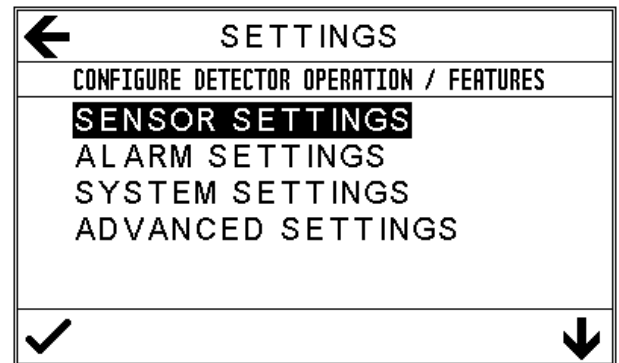 SETTINGS
CONFIGURE DETECTOR OPERATION / FEATURES
SENSOR SETTINGS
ALARM SETTINGS
SYSTEM SETTINGS
ADVANCED SETTINGS